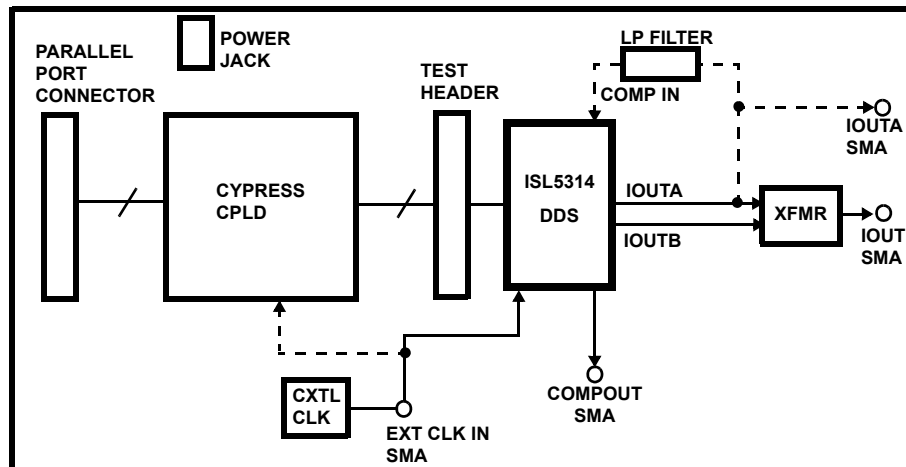 POWER
JACK
LP FILTER
PARALLEL
PORT
CONNECTOR
TEST
HEADER
COMP IN
IOUTA
SMA
CYPRESS
CPLD
ISL5314
DDS
IOUTA
IOUTB
XFMR
IOUT
SMA
CXTL
CLK
EXT CLK IN
SMA
COMPOUT
SMA